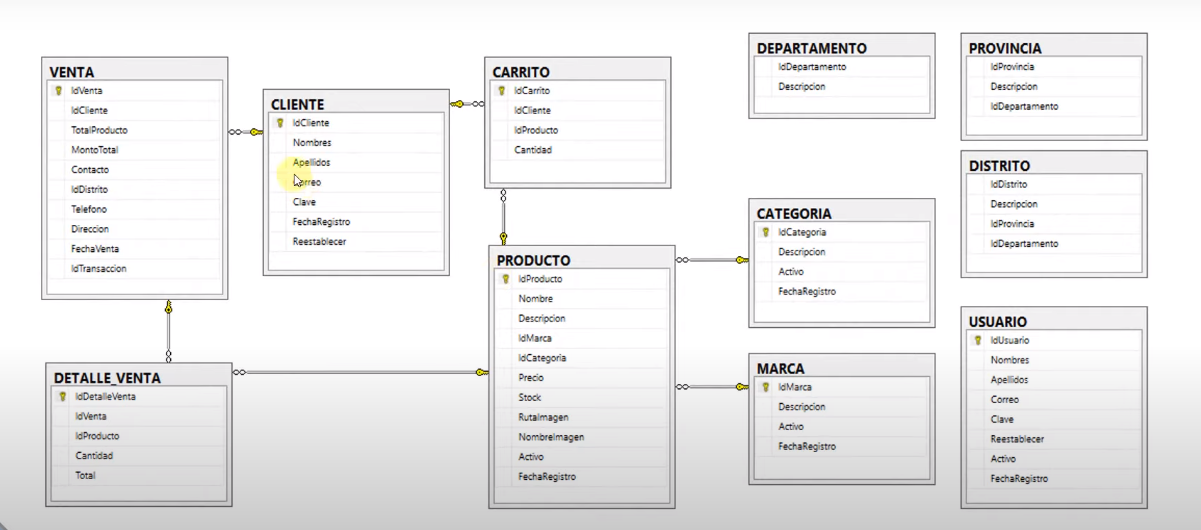 VENTA
IdVenta
IdCliente
TotalProducto
MontoTotal
Contacto
IdDistrito
Telefono
Direccion
FechaVenta
IdTransaccion
CLIENTE
IdCliente
Nombres
Apellidos
Correo
Clave
FechaRegistro
Reestablecer
CARRITO
IdCarrito
IdCliente
IdProducto
Cantidad
DEPARTAMENTO
IdDepartamento
Descripcion
PROVINCIA
IdProvincia
Descripcion
IdDepartamento
DISTRITO
IdDistrito
Descripcion
IdProvincia
IdDepartamento
CATEGORIA
IdCategoria
Descripcion
Activo
FechaRegistro
PRODUCTO
IdProducto
Nombre
Descripcion
IdMarca
IdCategoria
Precio
Stock
RutaImagen
NombreImagen
Activo
FechaRegistro
DETALLE_VENTA
IdDetalleVenta
IdVenta
IdProducto
Cantidad
Total
MARCA
IdMarca
Descripcion
Activo
FechaRegistro
USUARIO
IdUsuario
Nombres
Apellidos
Correo
Clave
Reestablecer
Activo
FechaRegistro